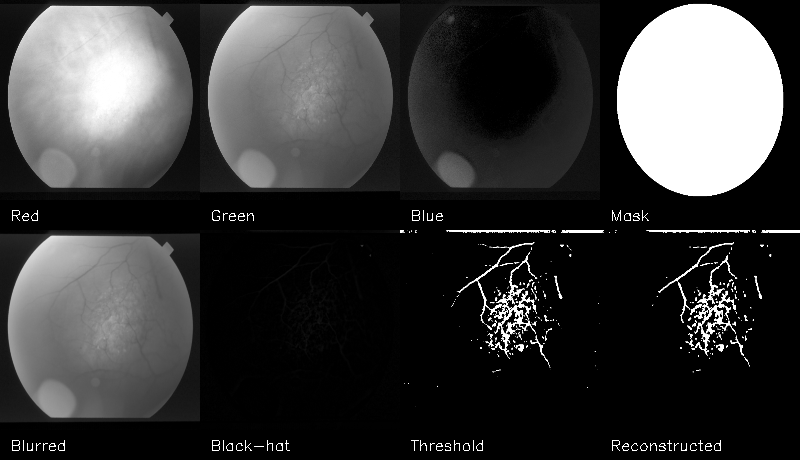 Red
Green
Blue
Mask
Blurred
Black-hat
Threshold
Reconstructed